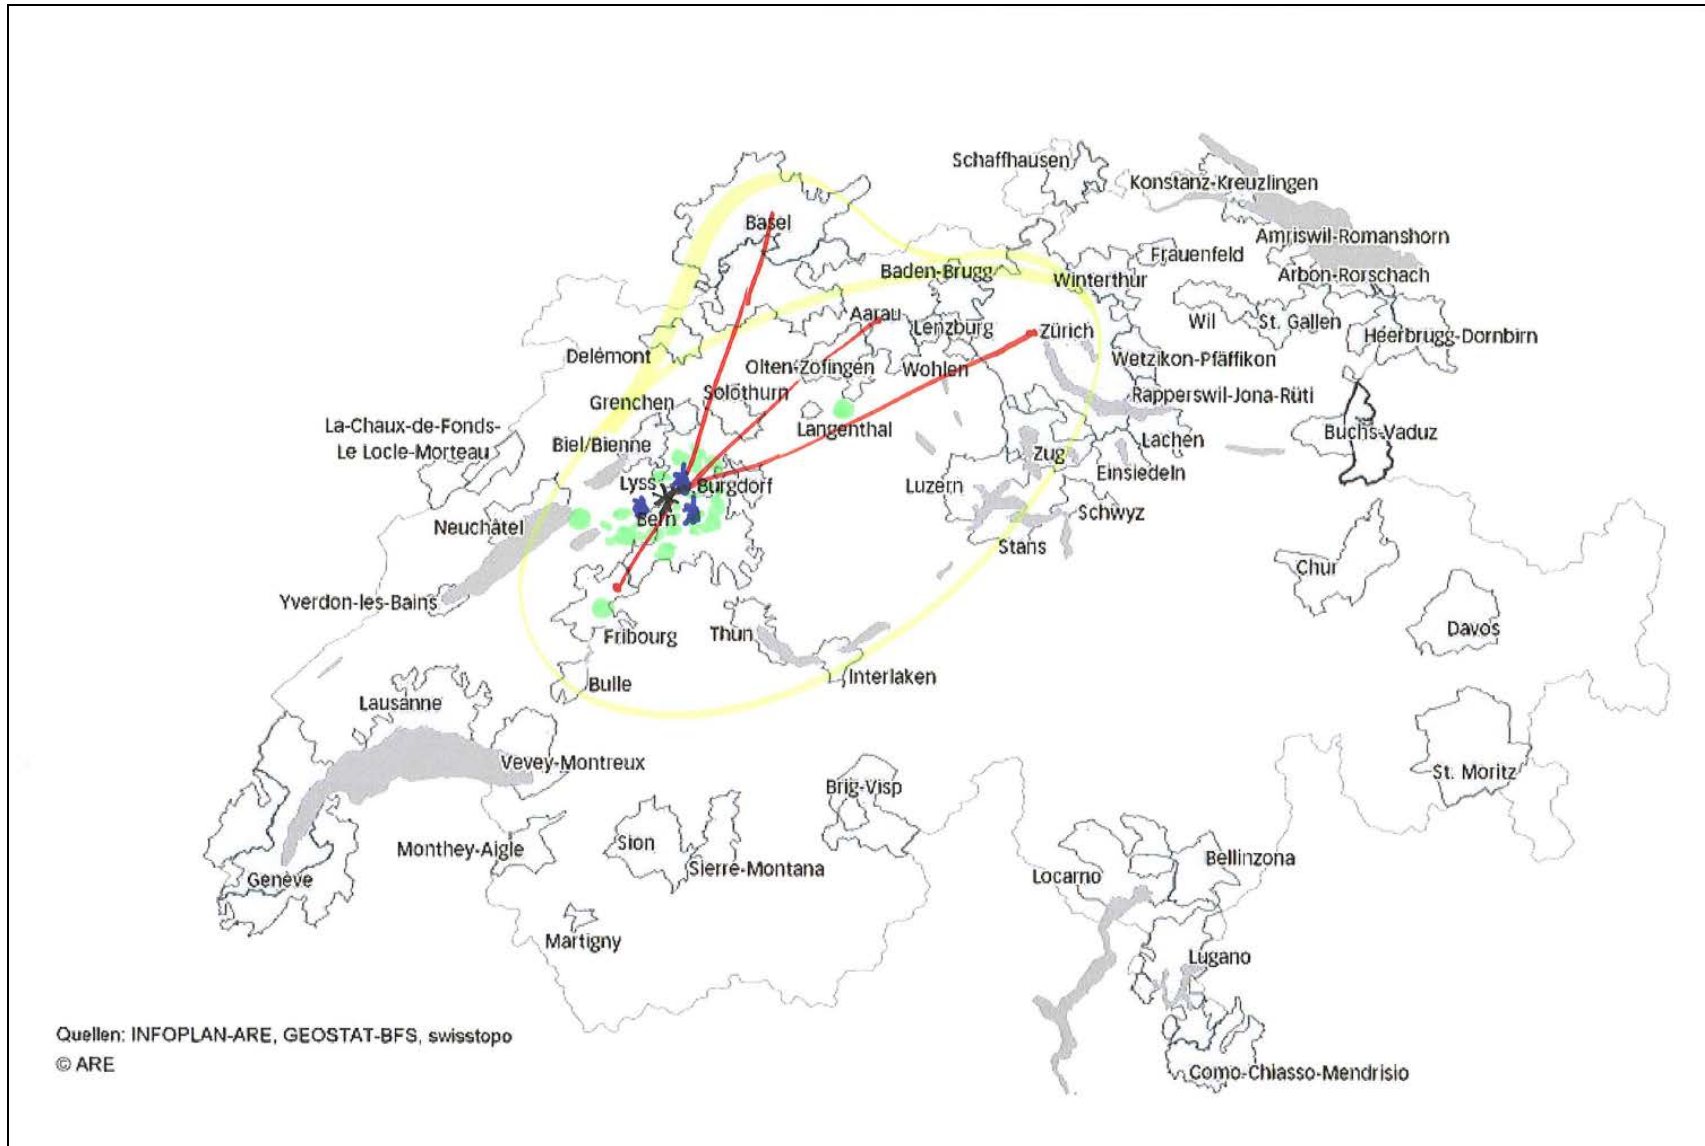 Schaffhausen
Konstanz-Kreuzlingen
Basel
Amriswil-Romanshorn
Frauenfeld
Baden-Brugg
Winterthur
Arbon-Rorschach
Aarau
Lenzburg
Zürich
Wil
St. Gallen
Heerbrugg-Dornbirn
Delémont
Olten-Zofingen
Wohlen
Wetzikon-Pfäffikon
Solothurn
Rapperswil-Jona-Rüti
Grenchen
La-Chaux-de-Fonds-
Le Locle-Morteau
Biel/Bienne
Langenthal
Lachen
Buchs-Vaduz
Zug
Einsiedeln
Lyss
Burgdorf
Luzern
Schwyz
Neuchâtel
Bern
Stans
Chur
Yverdon-les-Bains
Fribourg
Thun
Davos
Interlaken
Bulle
Lausanne
Vevey-Montreux
St. Moritz
Brig-Visp
Monthey-Aigle
Sion
Sierre-Montana
Bellinzona
Locarno
Genève
Martigny
Lugano
Quellen: INFOPLAN-ARE, GEOSTAT-BFS, swisstopo
© ARE
Como-Chiasso-Mendrisio